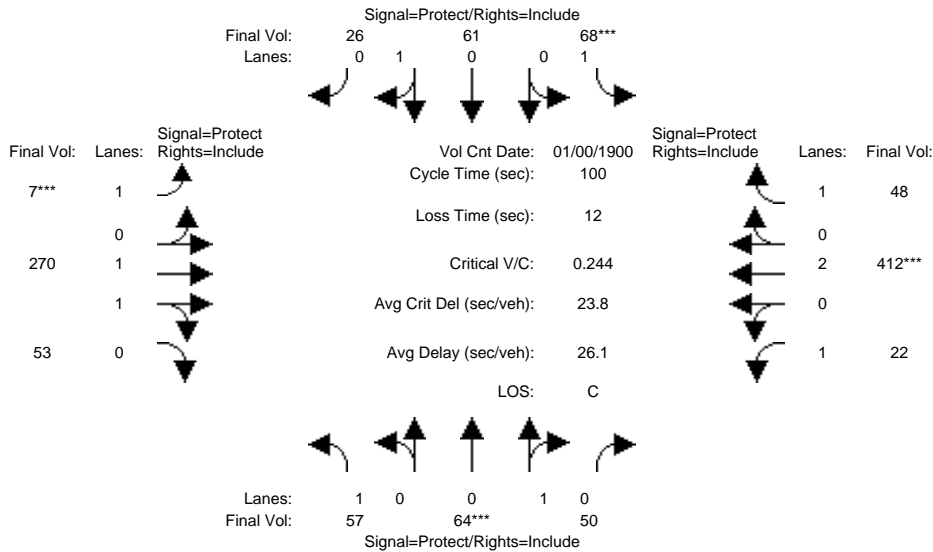 Signal=Protect/Rights=Include
Final Vol: 26 61 68***
Lanes: 0 1 0 0 1
Signal=Protect
Final Vol: Lanes: Rights=Include
Vol Cnt Date: 01/00/1900
Signal=Protect
Rights=Include Lanes: Final Vol:
Cycle Time (sec): 100
7*** 1
1 48
Loss Time (sec): 12
0
0
270 1
Critical V/C: 0.244
2 412***
1
Avg Crit Del (sec/veh): 23.8
0
53 0
Avg Delay (sec/veh): 26.1
1 22
LOS: C
Lanes: 1 0 0 1 0
Final Vol: 57 64*** 50
Signal=Protect/Rights=Include